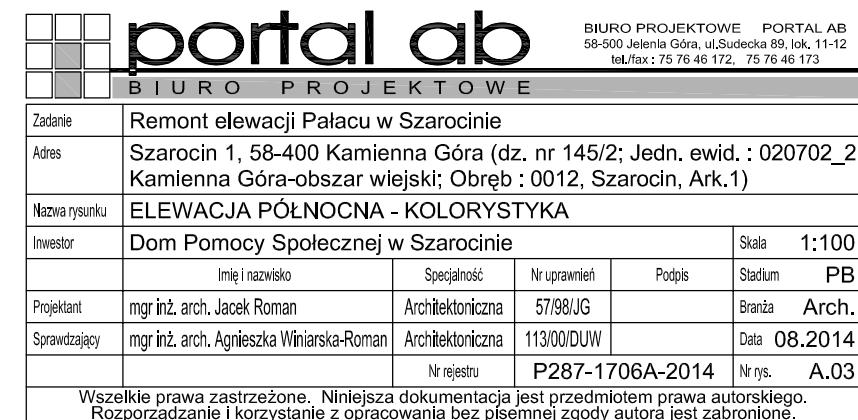 portal ab
BIURO PROJEKTOWE
BIURO PROJEKTOWE PORTAL AB
58-500 Jelenia Góra, ul.Sudecka 89, lok. 11-12
tel./fax : 75 76 46 172, 75 76 46 173
Zadanie Remont elewacji Pałacu w Szarocinie
Adres Szarocin 1, 58-400 Kamienna Góra (dz. nr 145/2; Jedn. ewid. : 020702_2
Kamienna Góra-obszar wiejski; Obręb : 0012, Szarocin, Ark.1)
Nazwa rysunku ELEWACJA PÓŁNOCNA - KOLORYSTYKA
Inwestor Dom Pomocy Społecznej w Szarocinie Skala 1:100
Imię i nazwisko Specjalność Nr uprawnień Podpis Stadium PB
Projektant mgr inż. arch. Jacek Roman Architektoniczna 57/98/JG Branża Arch.
Sprawdzający mgr inż. arch. Agnieszka Winiarska-Roman Architektoniczna 113/00/DUW Data 08.2014
Nr rejestru P287-1706A-2014 Nr rys. A.03
Wszelkie prawa zastrzeżone. Niniejsza dokumentacja jest przedmiotem prawa autorskiego.
Rozporządzanie i korzystanie z opracowania bez pisemnej zgody autora jest zabronione.